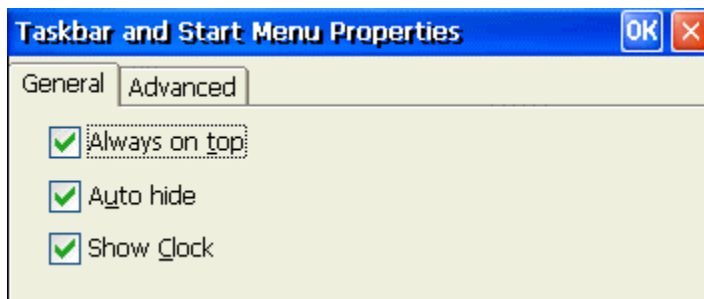 Taskbar and Start Menu Properties OK
General Advanced
Always on top
Auto hide
Show Clock